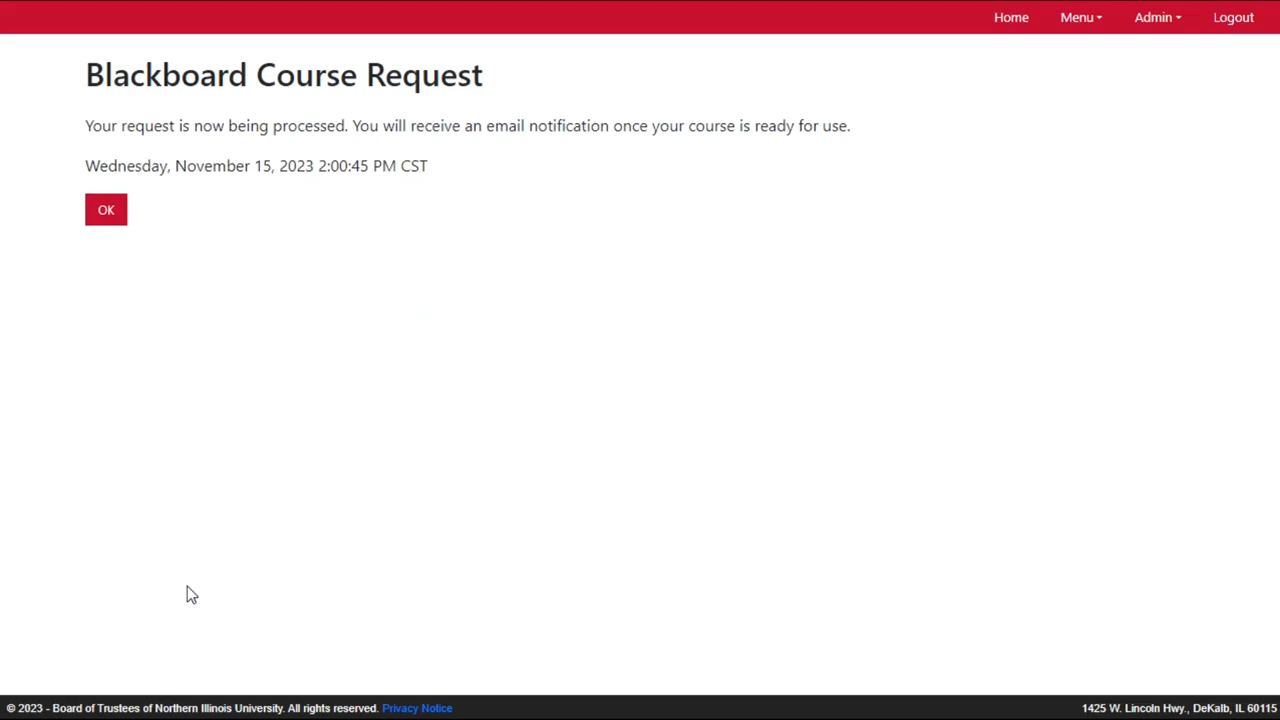 Home Menu Admin Logout
Blackboard Course Request
Your request is now being processed. You will receive an email notification once your course is ready for use.
Wednesday, November 15, 2023 2:00:45 PM CST
OK
© 2023 - Board of Trustees of Northern Illinois University. All rights reserved. Privacy Notice 1425 W. Lincoln Hwy., DeKalb, IL 60115